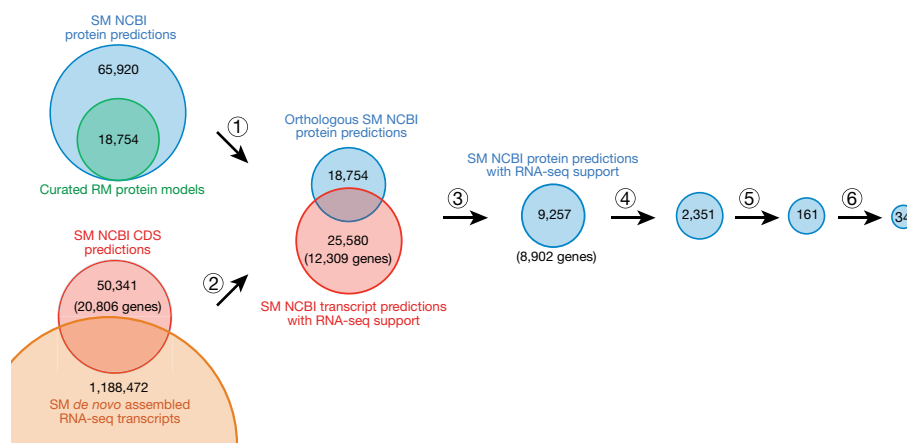 SM NCBI
protein predictions
65,920
18,754
Curated RM protein models
①
SM NCBI CDS
predictions
50,341
(20,806 genes)
②
1,188,472
SM de novo assembled
RNA-seq transcripts
Orthologous SM NCBI
protein predictions
18,754
25,580
(12,309 genes)
SM NCBI transcript predictions
with RNA-seq support
③
SM NCBI protein predictions
with RNA-seq support
9,257
(8,902 genes)
④
2,351
⑤
161
⑥
34